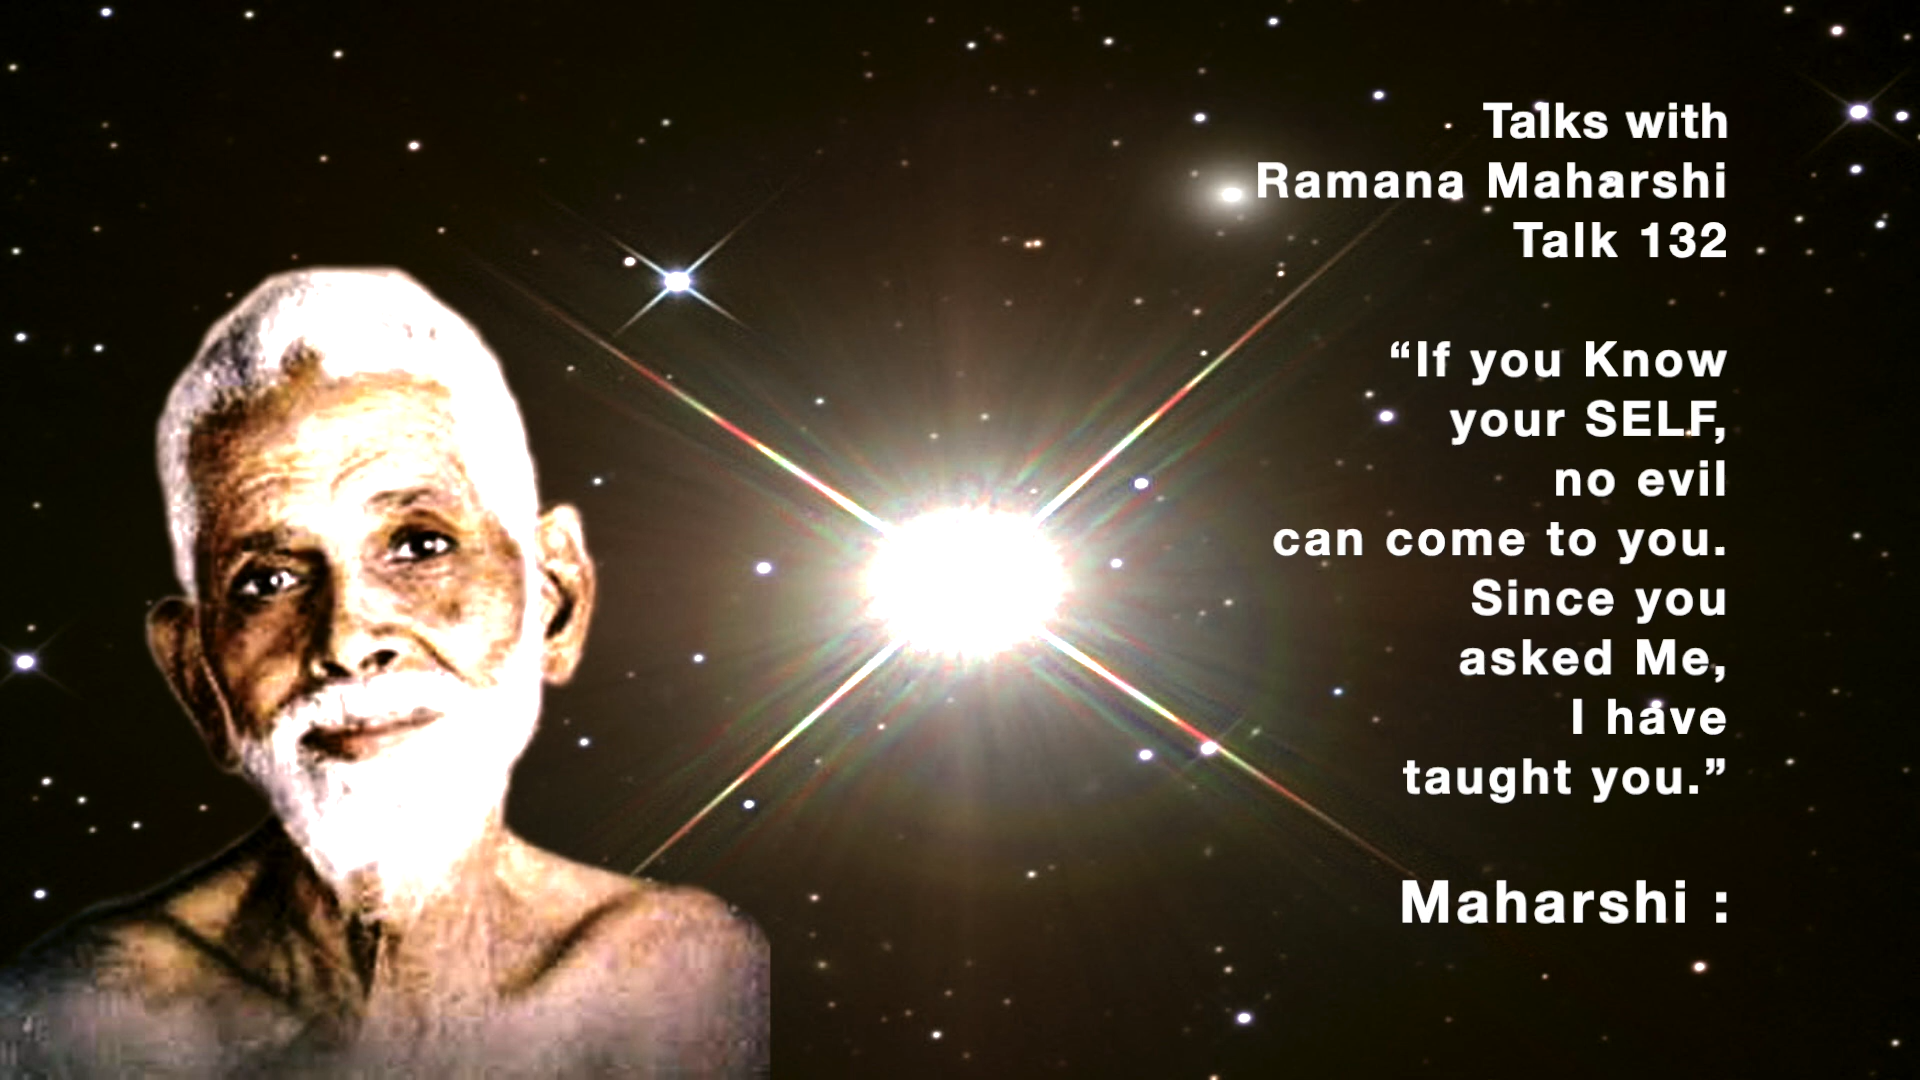 Talks with
Ramana Maharshi
Talk 132
“If you Know
your SELF,
no evil
can come to you.
Since you
asked Me,
I have
taught you.”
Maharshi :